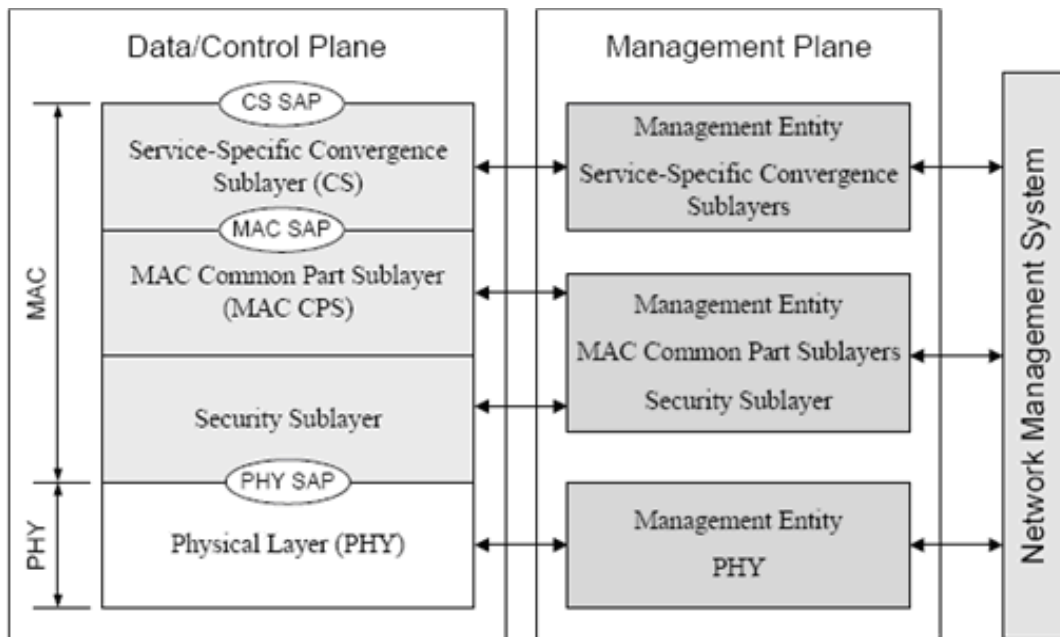 Data/Control Plane
CS SAP
Service-Specific Convergence
Sublayer (CS)
MAC SAP
MAC Common Part Sublayer
(MAC CPS)
Security Sublayer
PHY SAP
Physical Layer (PHY)
MAC
PHY
Management Plane
Management Entity
Service-Specific Convergence
Sublayers
Management Entity
MAC Common Part Sublayers
Security Sublayer
Management Entity
PHY
Network Management System